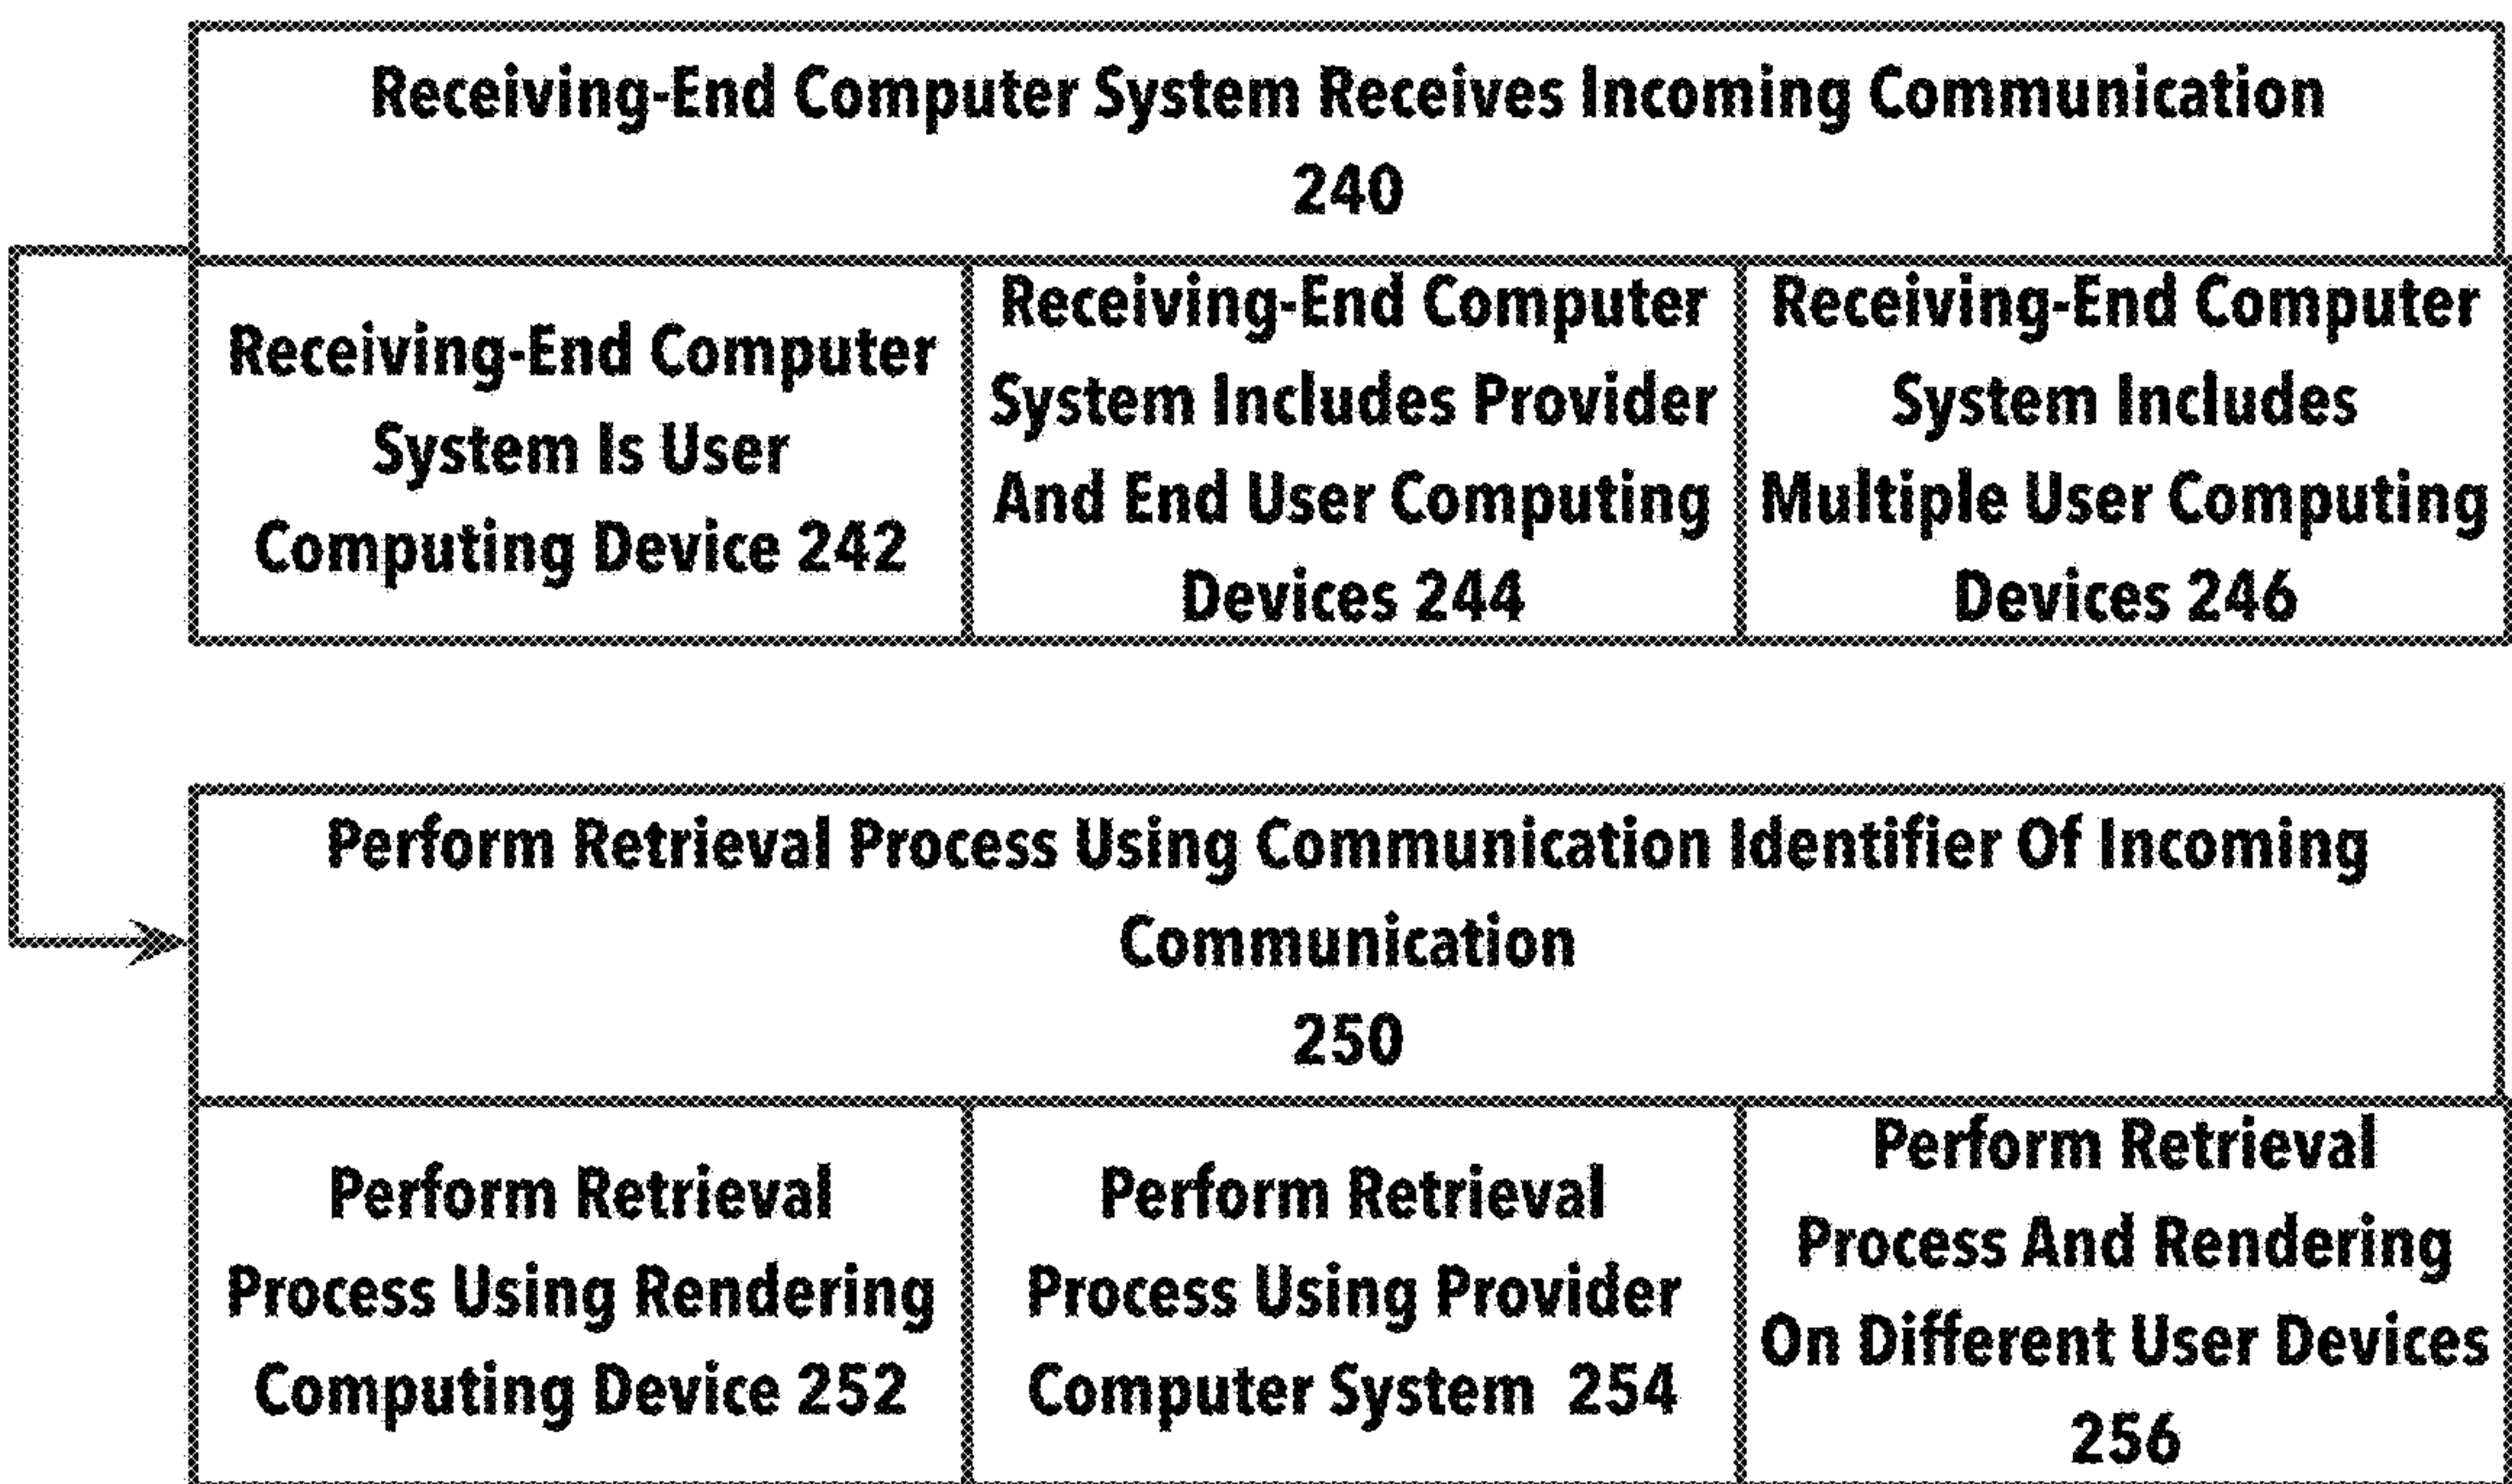 Receiving-End Computer System Receives Incoming Communication
240
Receiving-End Computer
System Is User
Computing Device 242
Receiving-End Computer
System Includes Provider
And End User Computing
Devices 244
Receiving-End Computer
System Includes
Multiple User Computing
Devices 246
Perform Retrieval Process Using Communication Identifier Of Incoming
Communication
250
Perform Retrieval
Process Using Rendering
Computing Device 252
Perform Retrieval
Process Using Provider
Computer System 254
Perform Retrieval
Process And Rendering
On Different User Devices
256